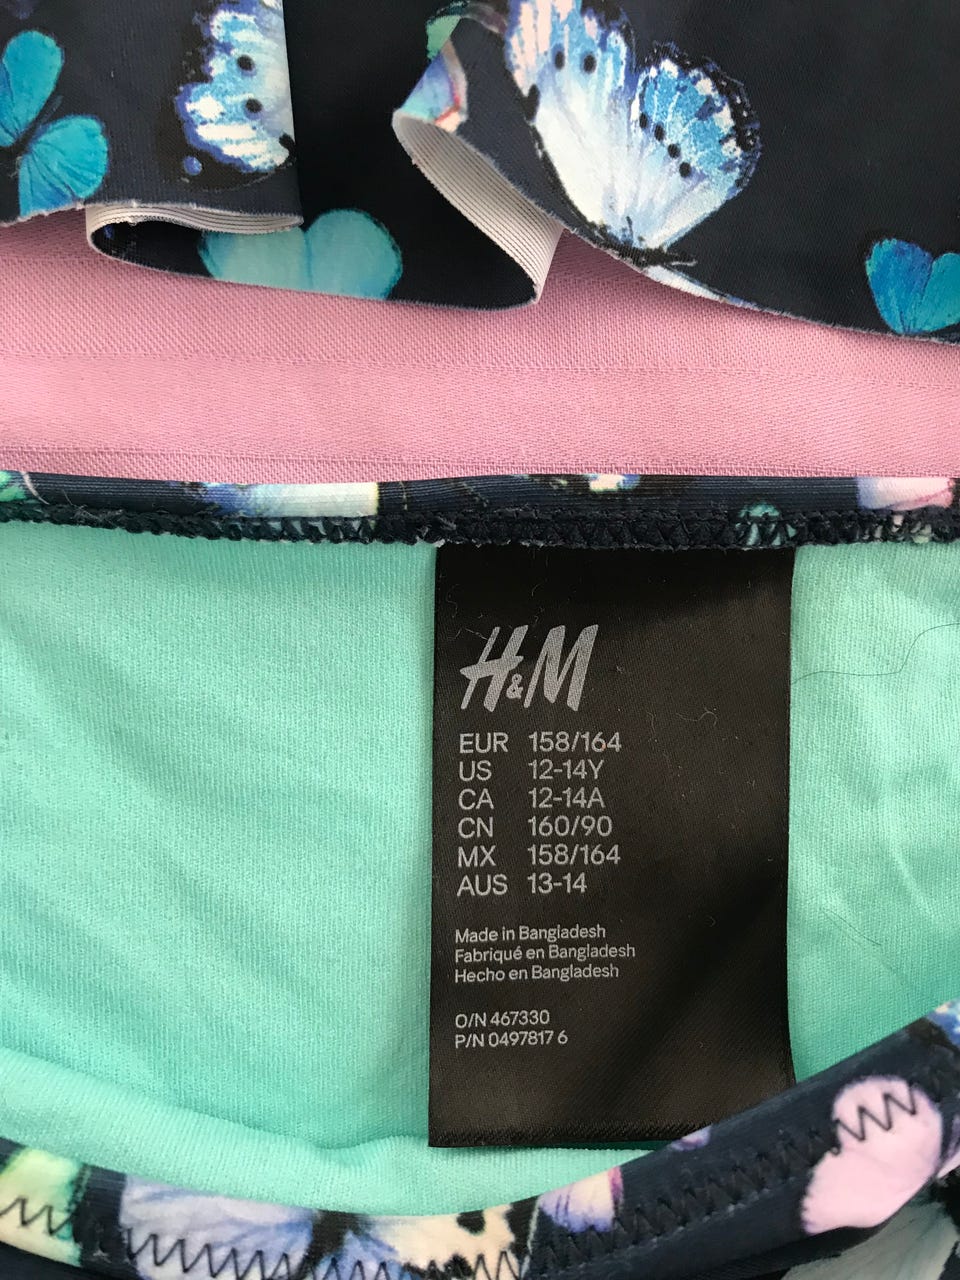 H&M
EUR 158/164
US 12-14Y
CA 12-14A
CN 160/90
MX 158/164
AUS 13-14
Made in Bangladesh
Fabriqué en Bangladesh
Hecho en Bangladesh
O/N 467330
P/N 0497817 6